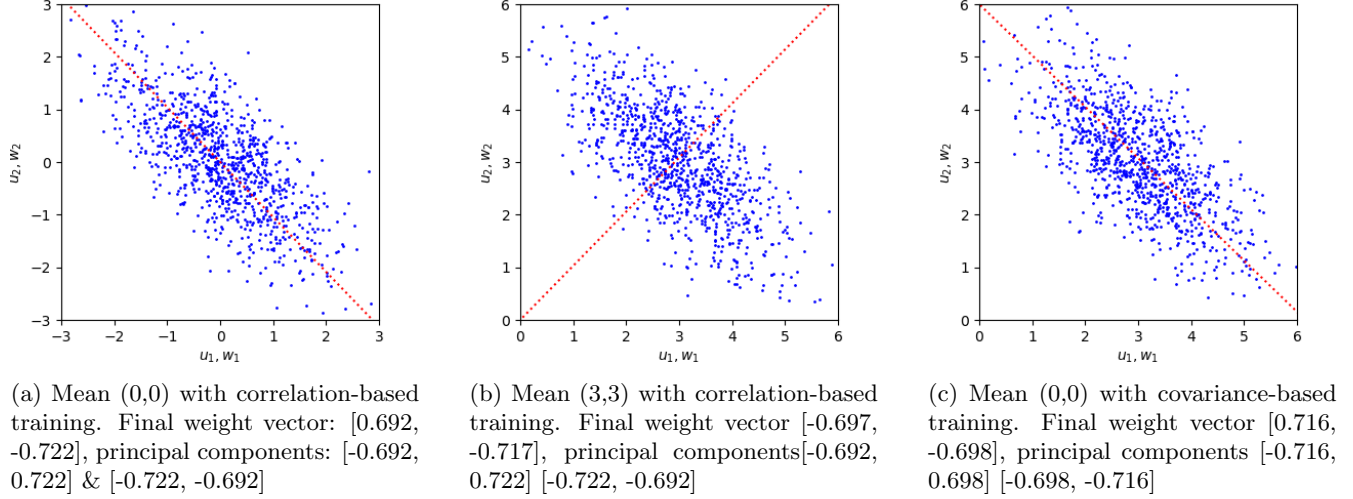 3
2
1
0
−1
−2
−3
−3 −2 −1 0 1 2 3
u₂, w₂
u₁, w₁
6
5
4
3
2
1
0
0 1 2 3 4 5 6
u₂, w₂
u₁, w₁
6
5
4
3
2
1
0
0 1 2 3 4 5 6
u₂, w₂
u₁, w₁
(a) Mean (0,0) with correlation-based
training. Final weight vector: [0.692,
-0.722], principal components: [-0.692,
0.722] & [-0.722, -0.692]
(b) Mean (3,3) with correlation-based
training. Final weight vector [-0.697,
-0.717], principal components[-0.692,
0.722] [-0.722, -0.692]
(c) Mean (0,0) with covariance-based
training. Final weight vector [0.716,
-0.698], principal components [-0.716,
0.698] [-0.698, -0.716]